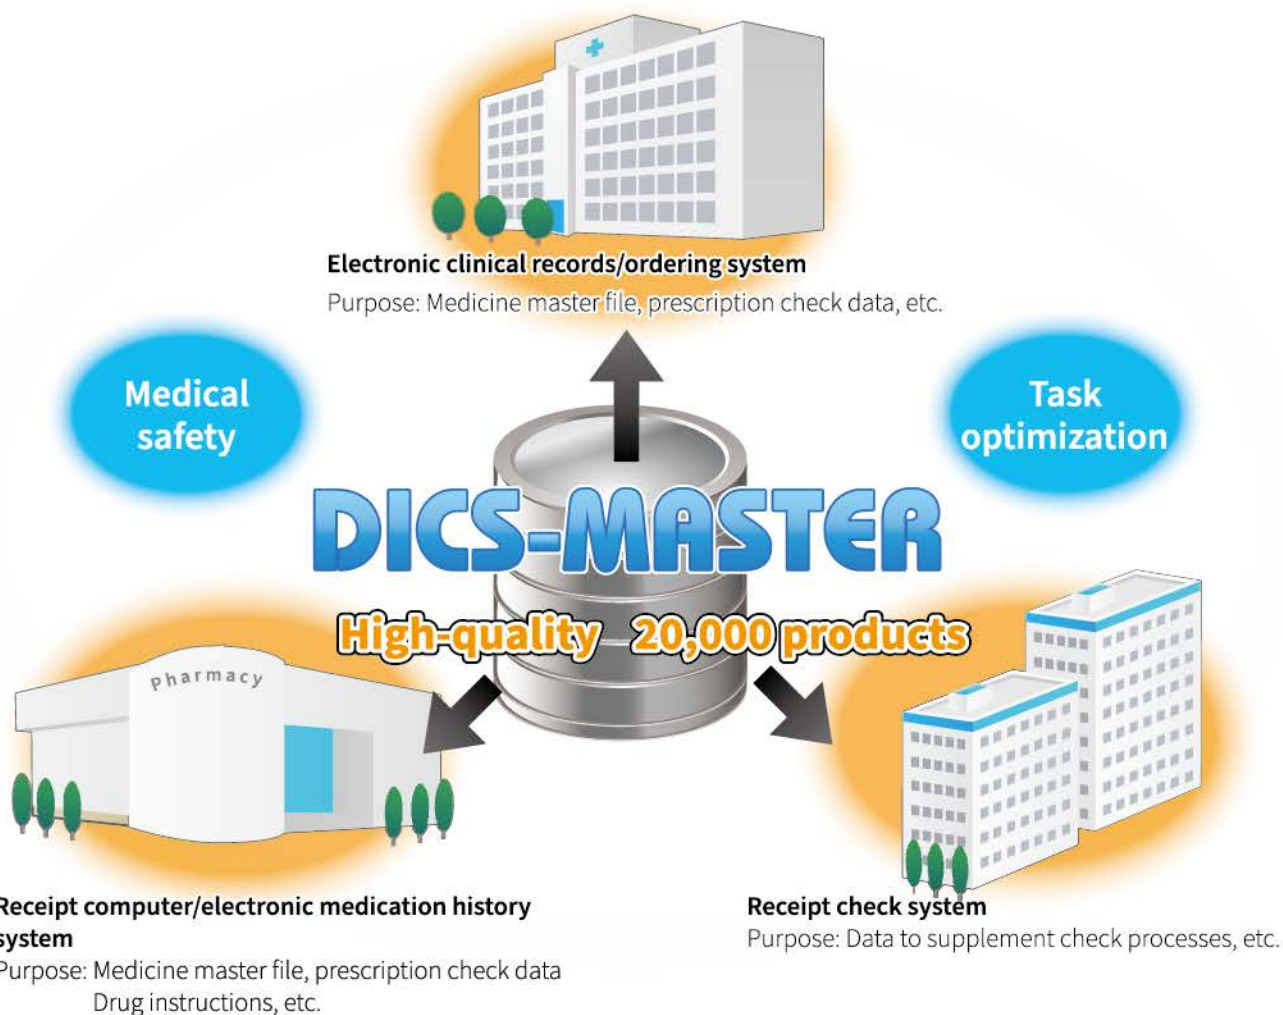 Electronic clinical records/ordering system
Purpose: Medicine master file, prescription check data, etc.
Medical
safety
Task
optimization
DICS-MASTER
High-quality 20,000 products
Pharmacy
Receipt computer/electronic medication history
system
Purpose: Medicine master file, prescription check data
Drug instructions, etc.
Receipt check system
Purpose: Data to supplement check processes, etc.